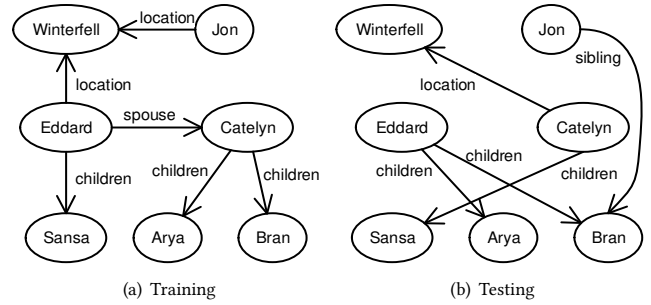 Winterfell
location
Jon
location
Eddard
spouse
Catelyn
children
children
children
Sansa
Arya
Bran
(a) Training
Winterfell
Jon
sibling
location
Eddard
Catelyn
children
children
children
Sansa
Arya
Bran
(b) Testing